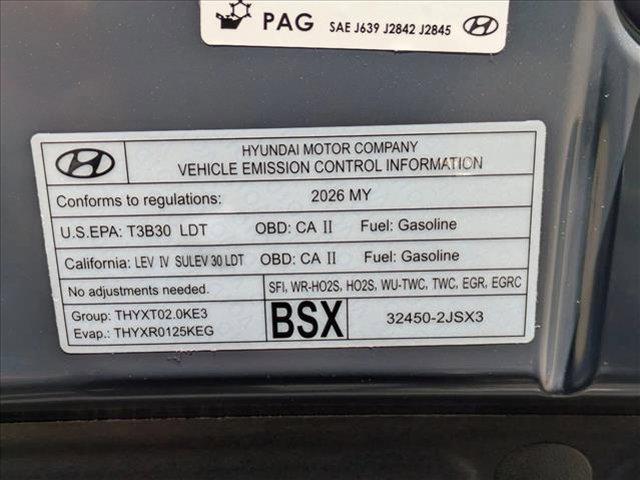 PAG SAE J639 J2842 J2845
HYUNDAI MOTOR COMPANY
VEHICLE EMISSION CONTROL INFORMATION
Conforms to regulations: 2026 MY
U.S.EPA: T3B30 LDT OBD: CA II Fuel: Gasoline
California: LEV IV SULEV 30 LDT OBD: CA II Fuel: Gasoline
No adjustments needed. SFI, WR-HO2S, HO2S, WU-TWC, TWC, EGR, EGRC
Group: THYXT02.0KE3
Evap.: THYXR0125KEG
BSX
32450-2JSX3